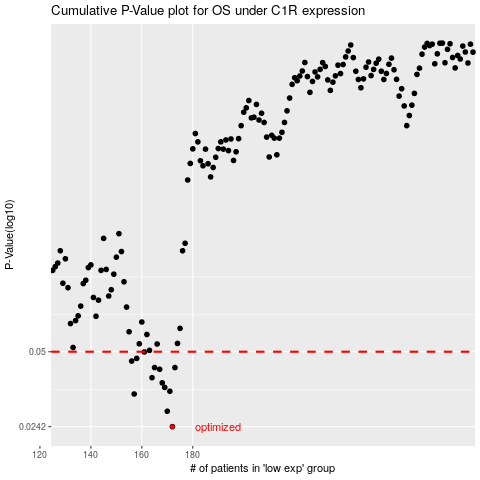 Cumulative P-Value plot for OS under C1R expression
P-Value(log10)
0.05
0.0242
optimized
120 140 160 180
# of patients in 'low exp' group